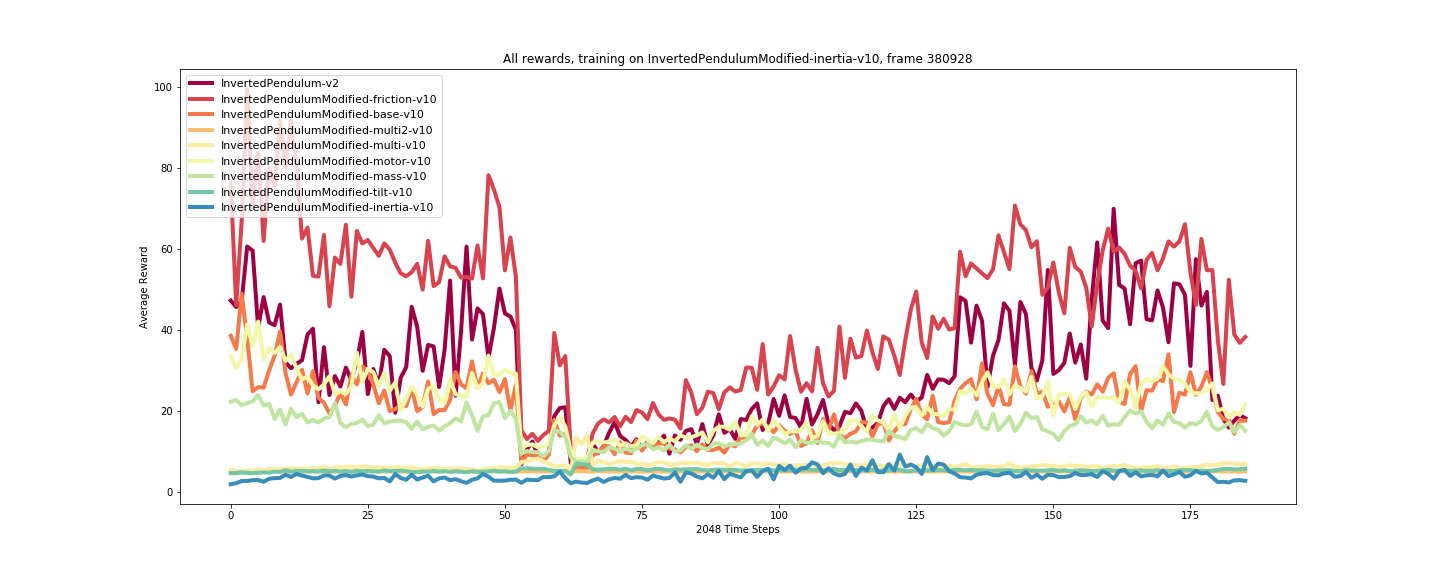 All rewards, training on InvertedPendulumModified-inertia-v10, frame 380928
InvertedPendulum-v2
InvertedPendulumModified-friction-v10
InvertedPendulumModified-base-v10
InvertedPendulumModified-multi2-v10
InvertedPendulumModified-multi-v10
InvertedPendulumModified-motor-v10
InvertedPendulumModified-mass-v10
InvertedPendulumModified-tilt-v10
InvertedPendulumModified-inertia-v10
100
80
60
40
20
0
Average Reward
0 25 50 75 100 125 150 175
2048 Time Steps